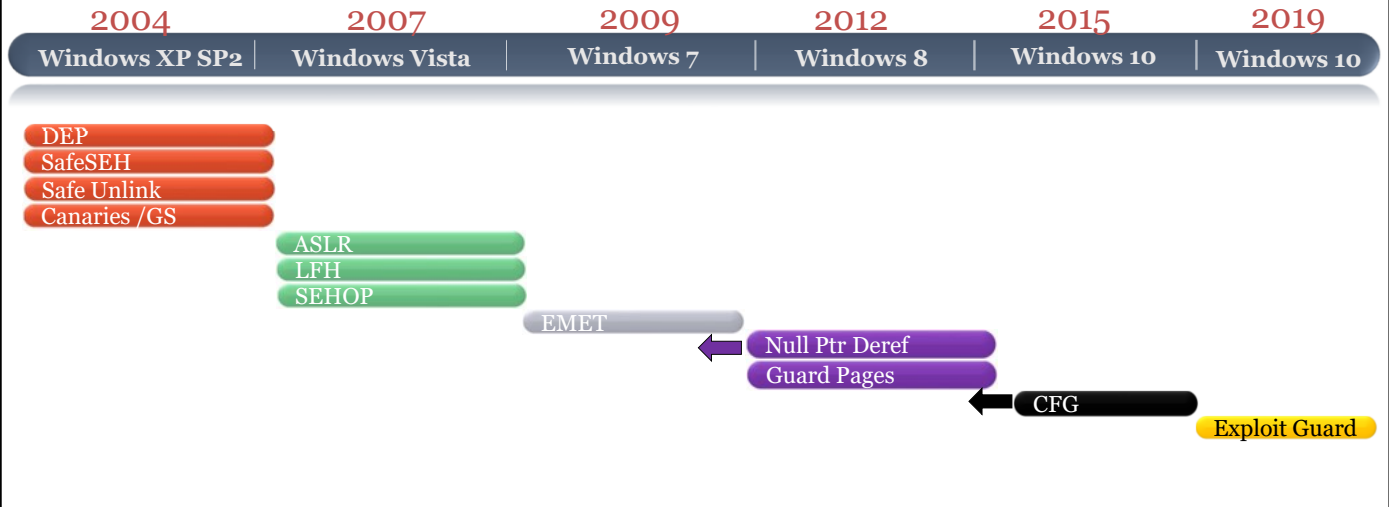 2004 2007 2009 2012 2015 2019
Windows XP SP2 Windows Vista Windows 7 Windows 8 Windows 10 Windows 10
DEP
SafeSEH
Safe Unlink
Canaries /GS
ASLR
LFH
SEHOP
EMET
Null Ptr Deref
Guard Pages
CFG
Exploit Guard